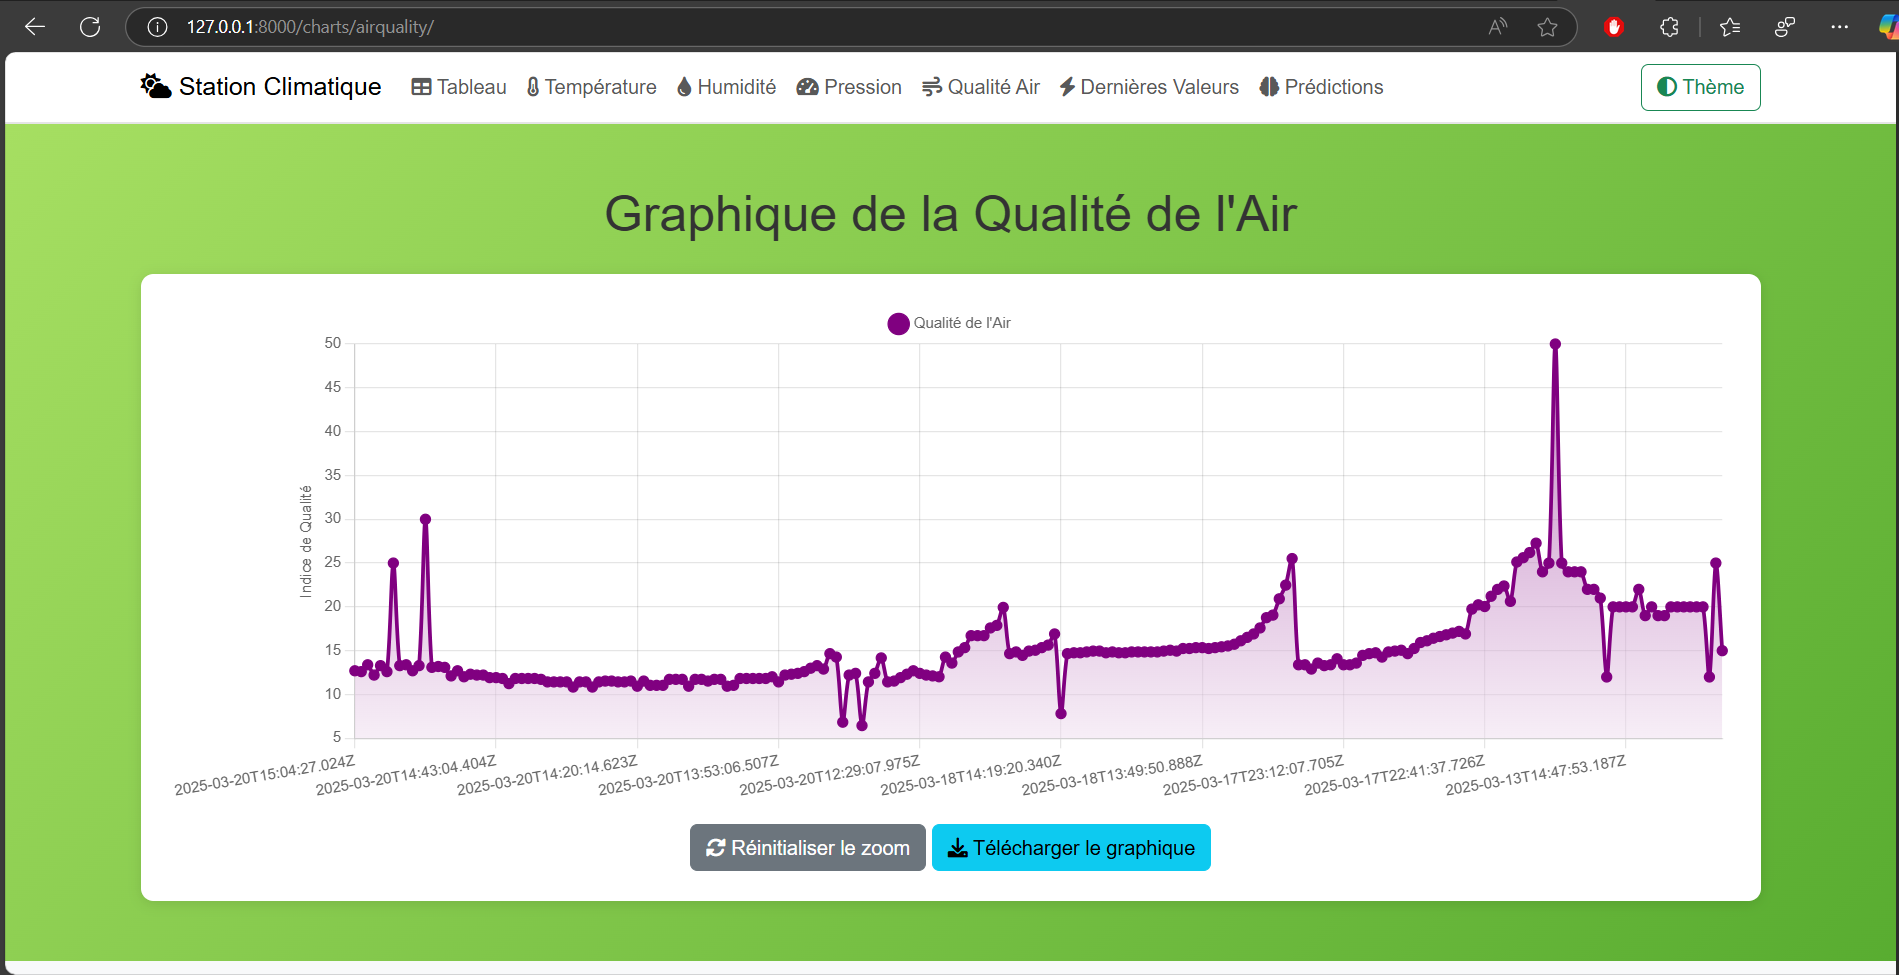 127.0.0.1:8000/charts/airquality/
Station Climatique Tableau Température Humidité Pression Qualité Air Dernières Valeurs Prédictions Thème
Graphique de la Qualité de l'Air
Qualité de l'Air
Indice de Qualité
50
45
40
35
30
25
20
15
10
5
2025-03-20T15:04:27.024Z
2025-03-20T14:43:04.404Z
2025-03-20T14:20:14.623Z
2025-03-20T13:53:06.507Z
2025-03-20T12:29:07.975Z
2025-03-18T14:19:20.340Z
2025-03-18T13:49:50.888Z
2025-03-17T23:12:07.705Z
2025-03-17T22:41:37.726Z
2025-03-13T14:47:53.187Z
Réinitialiser le zoom
Télécharger le graphique